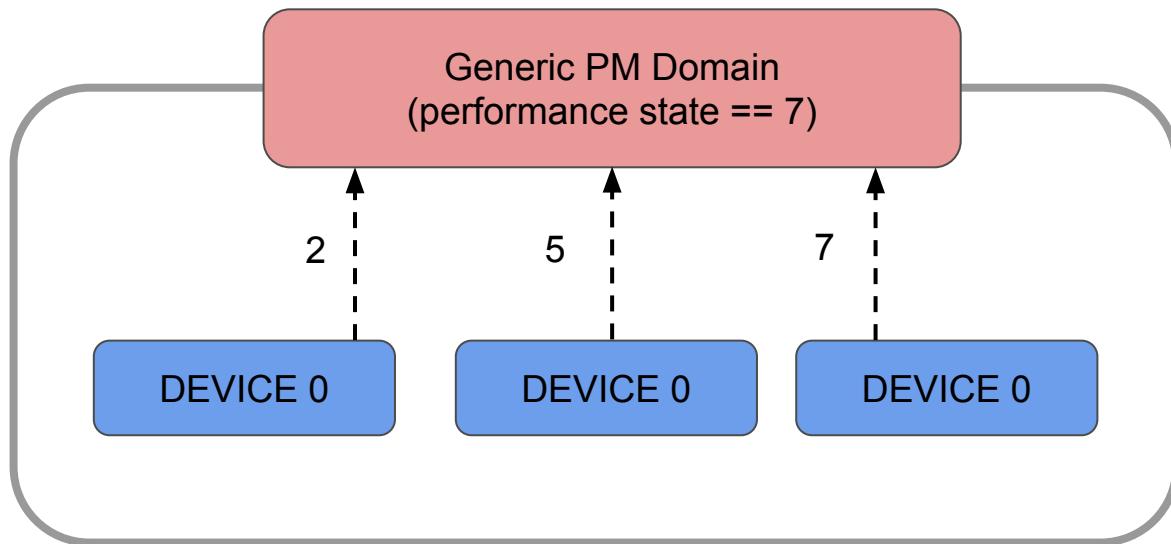 Generic PM Domain
(performance state == 7)
2
5
7
DEVICE 0
DEVICE 0
DEVICE 0